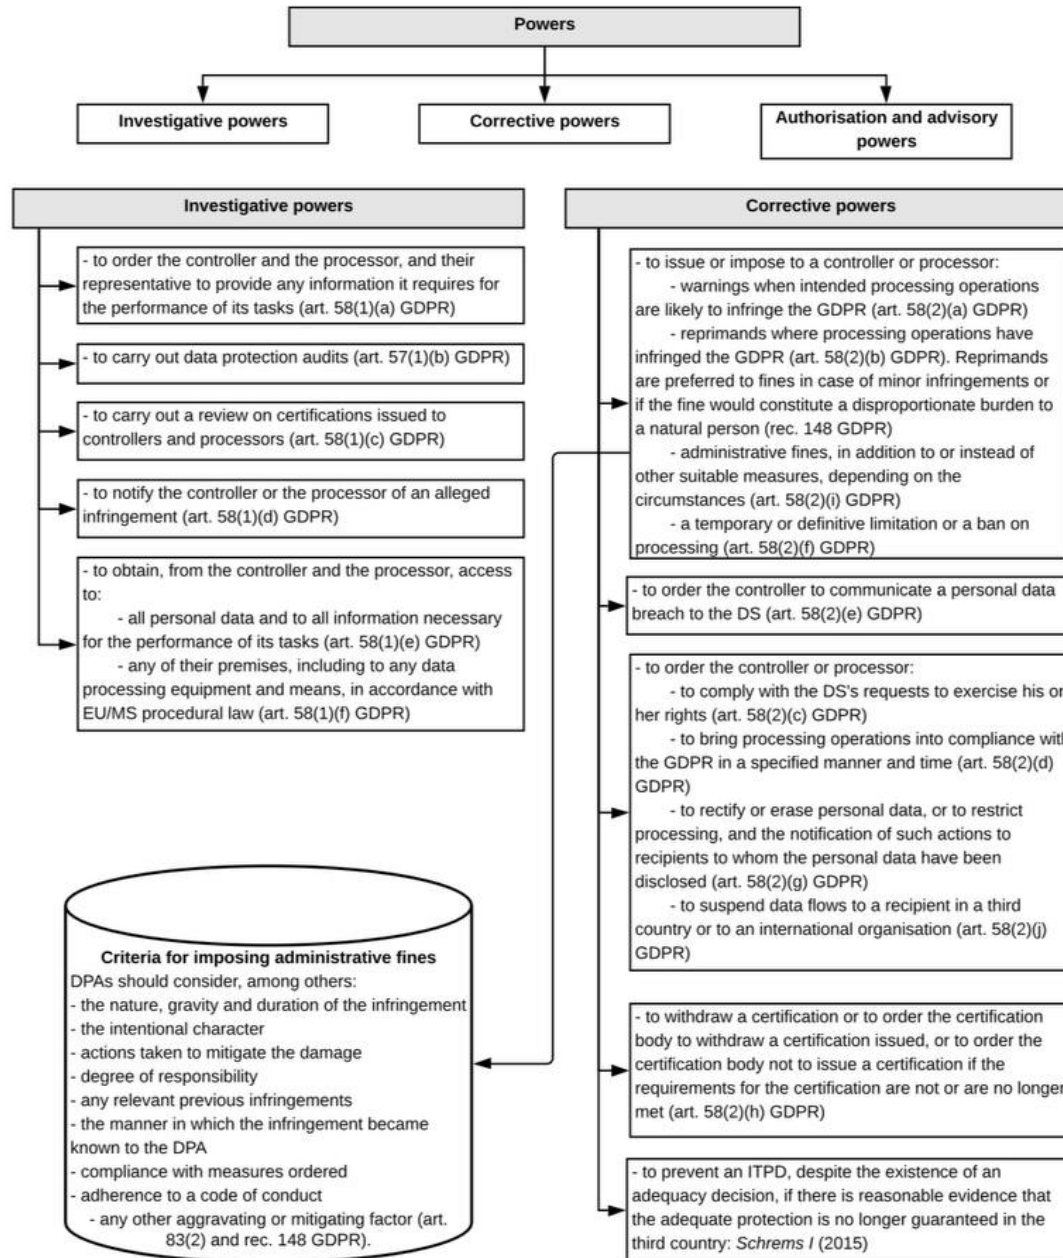 Powers
Investigative powers
Corrective powers
Authorisation and advisory
powers
Investigative powers
- to order the controller and the processor, and their
representative to provide any information it requires for
the performance of its tasks (art. 58(1)(a) GDPR)
- to carry out data protection audits (art. 57(1)(b) GDPR)
- to carry out a review on certifications issued to
controllers and processors (art. 58(1)(c) GDPR)
- to notify the controller or the processor of an alleged
infringement (art. 58(1)(d) GDPR)
- to obtain, from the controller and the processor, access
to:
- all personal data and to all information necessary
for the performance of its tasks (art. 58(1)(e) GDPR)
- any of their premises, including to any data
processing equipment and means, in accordance with
EU/MS procedural law (art. 58(1)(f) GDPR)
Corrective powers
- to issue or impose to a controller or processor:
- warnings when intended processing operations
are likely to infringe the GDPR (art. 58(2)(a) GDPR)
- reprimands where processing operations have
infringed the GDPR (art. 58(2)(b) GDPR). Reprimands
are preferred to fines in case of minor infringements or
if the fine would constitute a disproportionate burden to
a natural person (rec. 148 GDPR)
- administrative fines, in addition to or instead of
other suitable measures, depending on the
circumstances (art. 58(2)(i) GDPR)
- a temporary or definitive limitation or a ban on
processing (art. 58(2)(f) GDPR)
- to order the controller to communicate a personal data
breach to the DS (art. 58(2)(e) GDPR)
- to order the controller or processor:
- to comply with the DS's requests to exercise his or
her rights (art. 58(2)(c) GDPR)
- to bring processing operations into compliance with
the GDPR in a specified manner and time (art. 58(2)(d)
GDPR)
- to rectify or erase personal data, or to restrict
processing, and the notification of such actions to
recipients to whom the personal data have been
disclosed (art. 58(2)(g) GDPR)
- to suspend data flows to a recipient in a third
country or to an international organisation (art. 58(2)(j)
GDPR)
- to withdraw a certification or to order the certification
body to withdraw a certification issued, or to order the
certification body not to issue a certification if the
requirements for the certification are not or are no longer
met (art. 58(2)(h) GDPR)
- to prevent an ITPD, despite the existence of an
adequacy decision, if there is reasonable evidence that
the adequate protection is no longer guaranteed in the
third country: Schrems I (2015)
Criteria for imposing administrative fines
DPAs should consider, among others:
- the nature, gravity and duration of the infringement
- the intentional character
- actions taken to mitigate the damage
- degree of responsibility
- any relevant previous infringements
- the manner in which the infringement became
known to the DPA
- compliance with measures ordered
- adherence to a code of conduct
- any other aggravating or mitigating factor (art.
83(2) and rec. 148 GDPR).